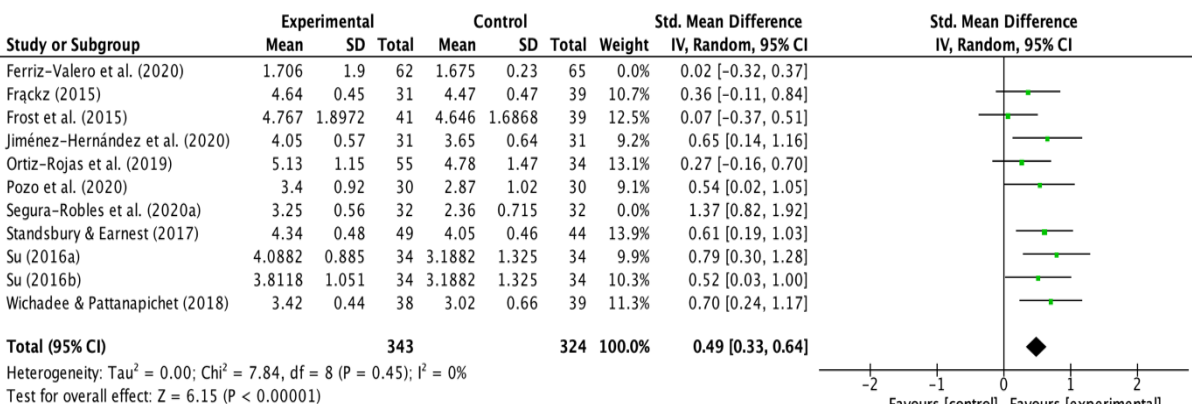 Experimental Control Std. Mean Difference Std. Mean Difference
Study or Subgroup Mean SD Total Mean SD Total Weight IV, Random, 95% CI IV, Random, 95% CI
Ferriz-Valero et al. (2020) 1.706 1.9 62 1.675 0.23 65 0.0% 0.02 [-0.32, 0.37]
Frąckz (2015) 4.64 0.45 31 4.47 0.47 39 10.7% 0.36 [-0.11, 0.84]
Frost et al. (2015) 4.767 1.8972 41 4.646 1.6868 39 12.5% 0.07 [-0.37, 0.51]
Jiménez-Hernández et al. (2020) 4.05 0.57 31 3.65 0.64 31 9.2% 0.65 [0.14, 1.16]
Ortiz-Rojas et al. (2019) 5.13 1.15 55 4.78 1.47 34 13.1% 0.27 [-0.16, 0.70]
Pozo et al. (2020) 3.4 0.92 30 2.87 1.02 30 9.1% 0.54 [0.02, 1.05]
Segura-Robles et al. (2020a) 3.25 0.56 32 2.36 0.715 32 0.0% 1.37 [0.82, 1.92]
Standsbury & Earnest (2017) 4.34 0.48 49 4.05 0.46 44 13.9% 0.61 [0.19, 1.03]
Su (2016a) 4.0882 0.885 34 3.1882 1.325 34 9.9% 0.79 [0.30, 1.28]
Su (2016b) 3.8118 1.051 34 3.1882 1.325 34 10.3% 0.52 [0.03, 1.00]
Wichadee & Pattanapichet (2018) 3.42 0.44 38 3.02 0.66 39 11.3% 0.70 [0.24, 1.17]
Total (95% CI) 343 324 100.0% 0.49 [0.33, 0.64]
Heterogeneity: Tau² = 0.00; Chi² = 7.84, df = 8 (P = 0.45); I² = 0%
Test for overall effect: Z = 6.15 (P < 0.00001)
-2 -1 0 1 2
Favours [control] Favours [experimental]